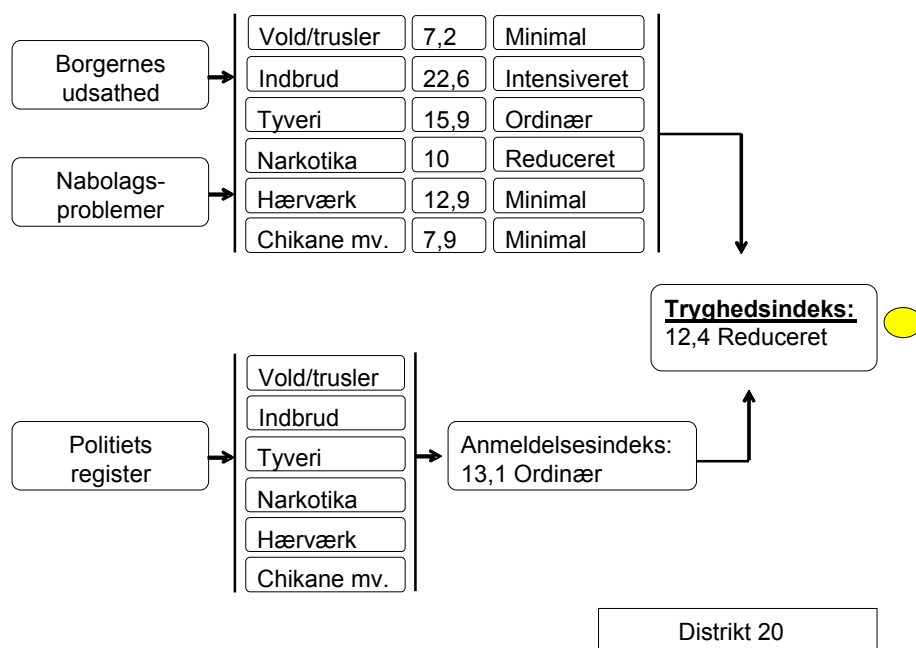 Borgernes
udsathed
Nabolags-
problemer
Vold/trusler 7,2 Minimal
Indbrud 22,6 Intensiveret
Tyveri 15,9 Ordinær
Narkotika 10 Reduceret
Hærværk 12,9 Minimal
Chikane mv. 7,9 Minimal
Tryghedsindeks:
12,4 Reduceret
Politiets
register
Vold/trusler
Indbrud
Tyveri
Narkotika
Hærværk
Chikane mv.
Anmeldelsesindeks:
13,1 Ordinær
Distrikt 20